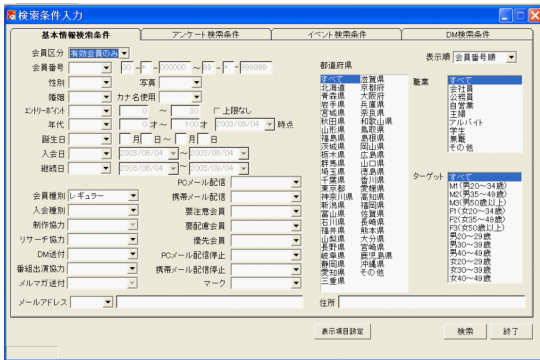 検索条件入力
基本情報検索条件 アンケート検索条件 イベント検索条件 DM検索条件
会員区分 有効会員のみ
表示順 会員番号順
会員番号 00 - * - 000000 ～ 99 - * - 999999
性別 写真
婚姻 カナ名使用
エントリーポイント 0 ～ 30 上限なし
年代 0 才～ 100 才 2003/09/04 時点
誕生日 月 日～ 月 日
入会日 2003/06/04 ～ 2003/09/04
継続日 2003/08/04 ～ 2003/09/04
会員種別 レギュラー
入会種別
制作協力
リサーチ協力
DM送付
番組出演協力
メルマガ送付
PCメール配信
携帯メール配信
要注意会員
要配慮会員
優先会員
PCメール配信停止
携帯メール配信停止
マーク
メールアドレス
都道府県
すべて 滋賀県
北海道 京都府
青森県 大阪府
岩手県 兵庫県
宮城県 奈良県
秋田県 和歌山県
山形県 鳥取県
福島県 島根県
茨城県 岡山県
栃木県 広島県
群馬県 山口県
埼玉県 徳島県
千葉県 香川県
東京都 愛媛県
神奈川県 高知県
新潟県 福岡県
富山県 佐賀県
石川県 長崎県
福井県 熊本県
山梨県 大分県
長野県 宮崎県
岐阜県 鹿児島県
静岡県 沖縄県
愛知県 その他
三重県
職業
すべて
会社員
公務員
自営業
主婦
アルバイト
学生
無職
その他
ターゲット
すべて
M1(男20～34歳)
M2(男35～49歳)
M3(男50歳以上)
F1(女20～34歳)
F2(女35～49歳)
F3(女50歳以上)
男20～29歳
男30～39歳
男40～49歳
女20～29歳
女30～39歳
女40～49歳
住所
表示項目設定 検索 終了